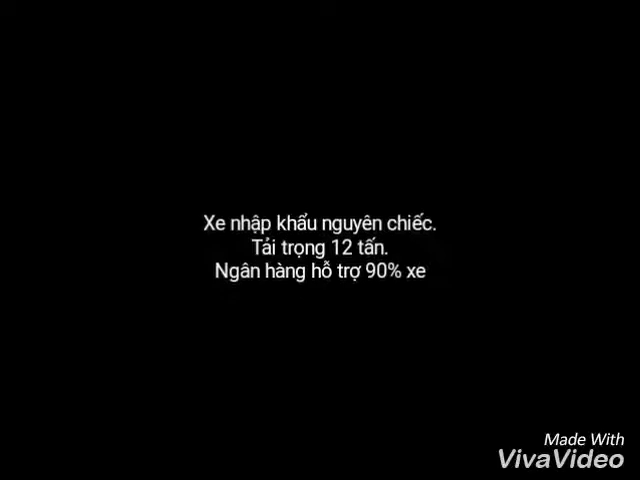 Xe nhập khẩu nguyên chiếc.
Tải trọng 12 tấn.
Ngân hàng hỗ trợ 90% xe
Made With
VivaVideo